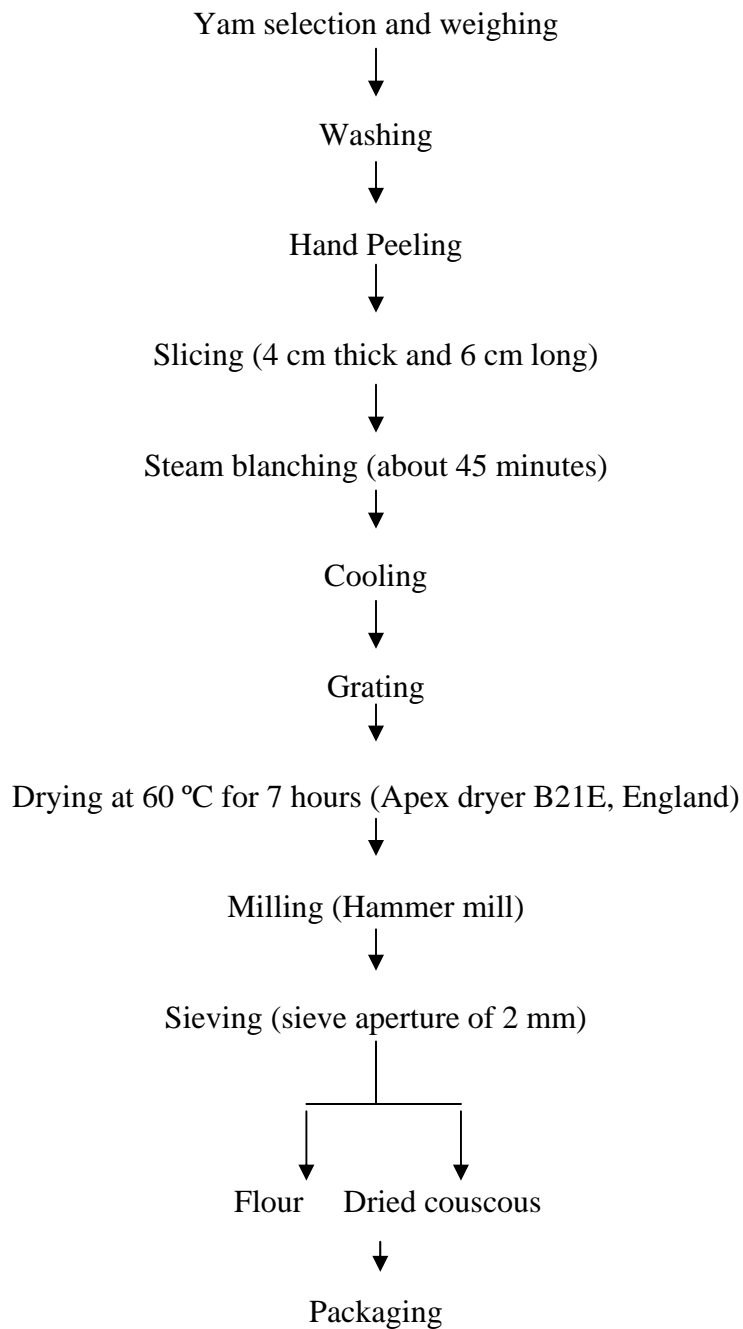 Yam selection and weighing
Washing
Hand Peeling
Slicing (4 cm thick and 6 cm long)
Steam blanching (about 45 minutes)
Cooling
Grating
Drying at 60 ºC for 7 hours (Apex dryer B21E, England)
Milling (Hammer mill)
Sieving (sieve aperture of 2 mm)
Flour Dried couscous
Packaging